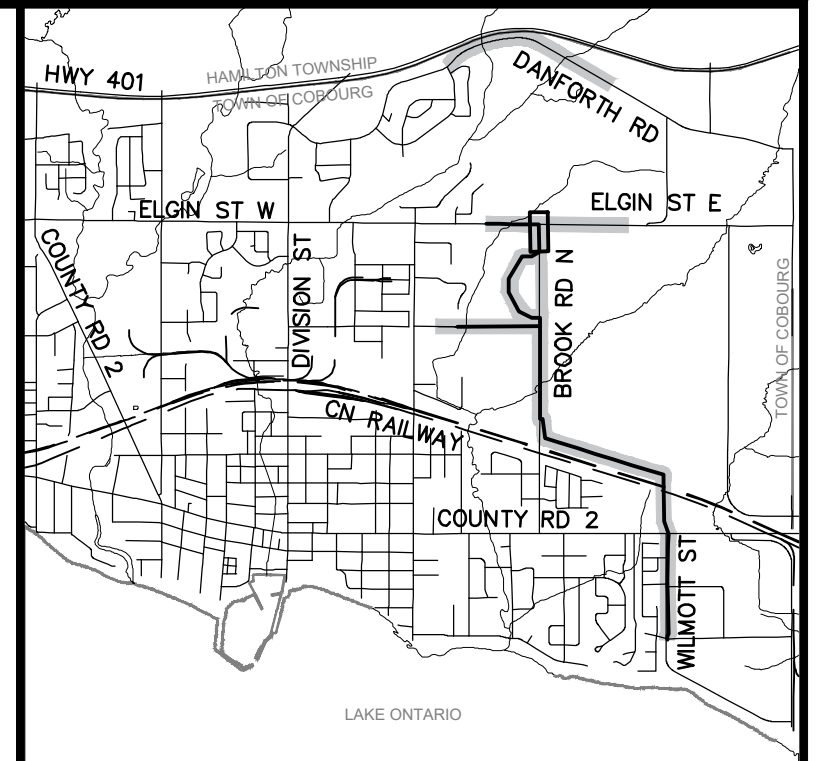 HWY 401
HAMILTON TOWNSHIP
TOWN OF COBOURG
DANFORTH RD
ELGIN ST W
ELGIN ST E
COUNTY RD 2
DIVISION ST
BROOK RD N
TOWN OF COBOURG
CN RAILWAY
COUNTY RD 2
WILMOTT ST
LAKE ONTARIO